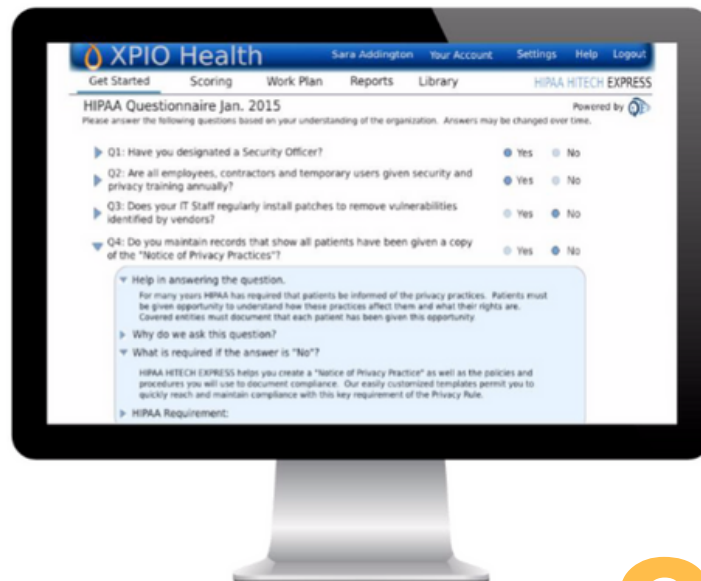 XPIO Health
Sara Addington Your Account Settings Help Logout
Get Started Scoring Work Plan Reports Library HIPAA HITECH EXPRESS
HIPAA Questionnaire Jan. 2015 Powered by
Please answer the following questions based on your understanding of the organization. Answers may be changed over time.
Q1: Have you designated a Security Officer? Yes No
Q2: Are all employees, contractors and temporary users given security and
privacy training annually? Yes No
Q3: Does your IT Staff regularly install patches to remove vulnerabilities
identified by vendors? Yes No
Q4: Do you maintain records that show all patients have been given a copy
of the "Notice of Privacy Practices"? Yes No
Help in answering the question.
For many years HIPAA has required that patients be informed of the privacy practices. Patients must
be given opportunity to understand how these practices affect them and what their rights are.
Covered entities must document that each patient has been given this opportunity
Why do we ask this question?
What is required if the answer is "No"?
HIPAA HITECH EXPRESS helps you create a "Notice of Privacy Practice" as well as the policies and
procedures you will use to document compliance. Our easily customized templates permit you to
quickly reach and maintain compliance with this key requirement of the Privacy Rule.
HIPAA Requirement: